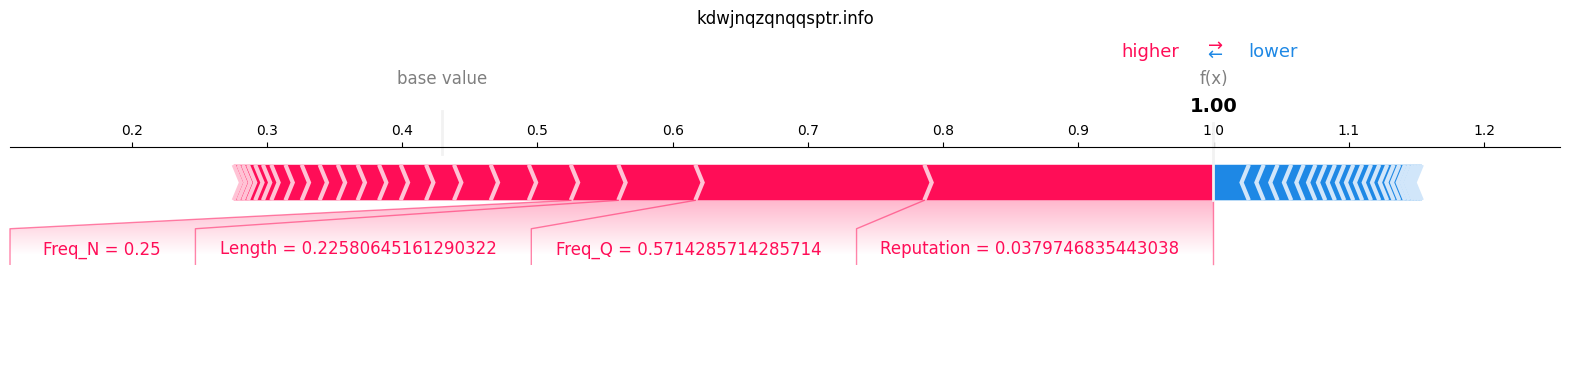 kdwjnqzqnqqsptr.info
higher ⇄ lower
base value f(x)
1.00
0.2 0.3 0.4 0.5 0.6 0.7 0.8 0.9 1.0 1.1 1.2
Freq_N = 0.25 Length = 0.22580645161290322 Freq_Q = 0.5714285714285714 Reputation = 0.0379746835443038